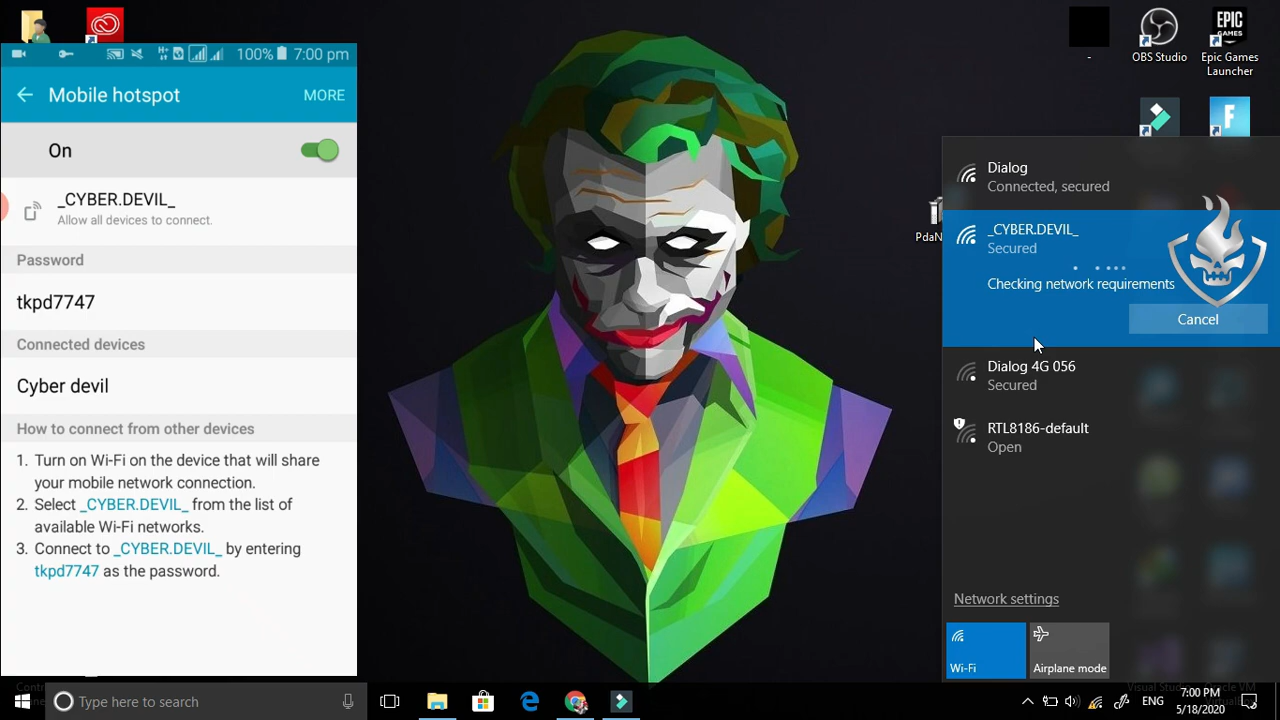 100% 7:00 pm
Mobile hotspot
MORE
On
_CYBER.DEVIL_
Allow all devices to connect.
Password
tkpd7747
Connected devices
Cyber devil
How to connect from other devices
1. Turn on Wi-Fi on the device that will share
your mobile network connection.
2. Select _CYBER.DEVIL_ from the list of
available Wi-Fi networks.
3. Connect to _CYBER.DEVIL_ by entering
tkpd7747 as the password.
-
OBS Studio
Epic Games
Launcher
EPIC
GAMES
Dialog
Connected, secured
_CYBER.DEVIL_
Secured
Checking network requirements
Cancel
Dialog 4G 056
Secured
RTL8186-default
Open
Network settings
Wi-Fi
Airplane mode
Type here to search
ENG
7:00 PM
5/18/2020